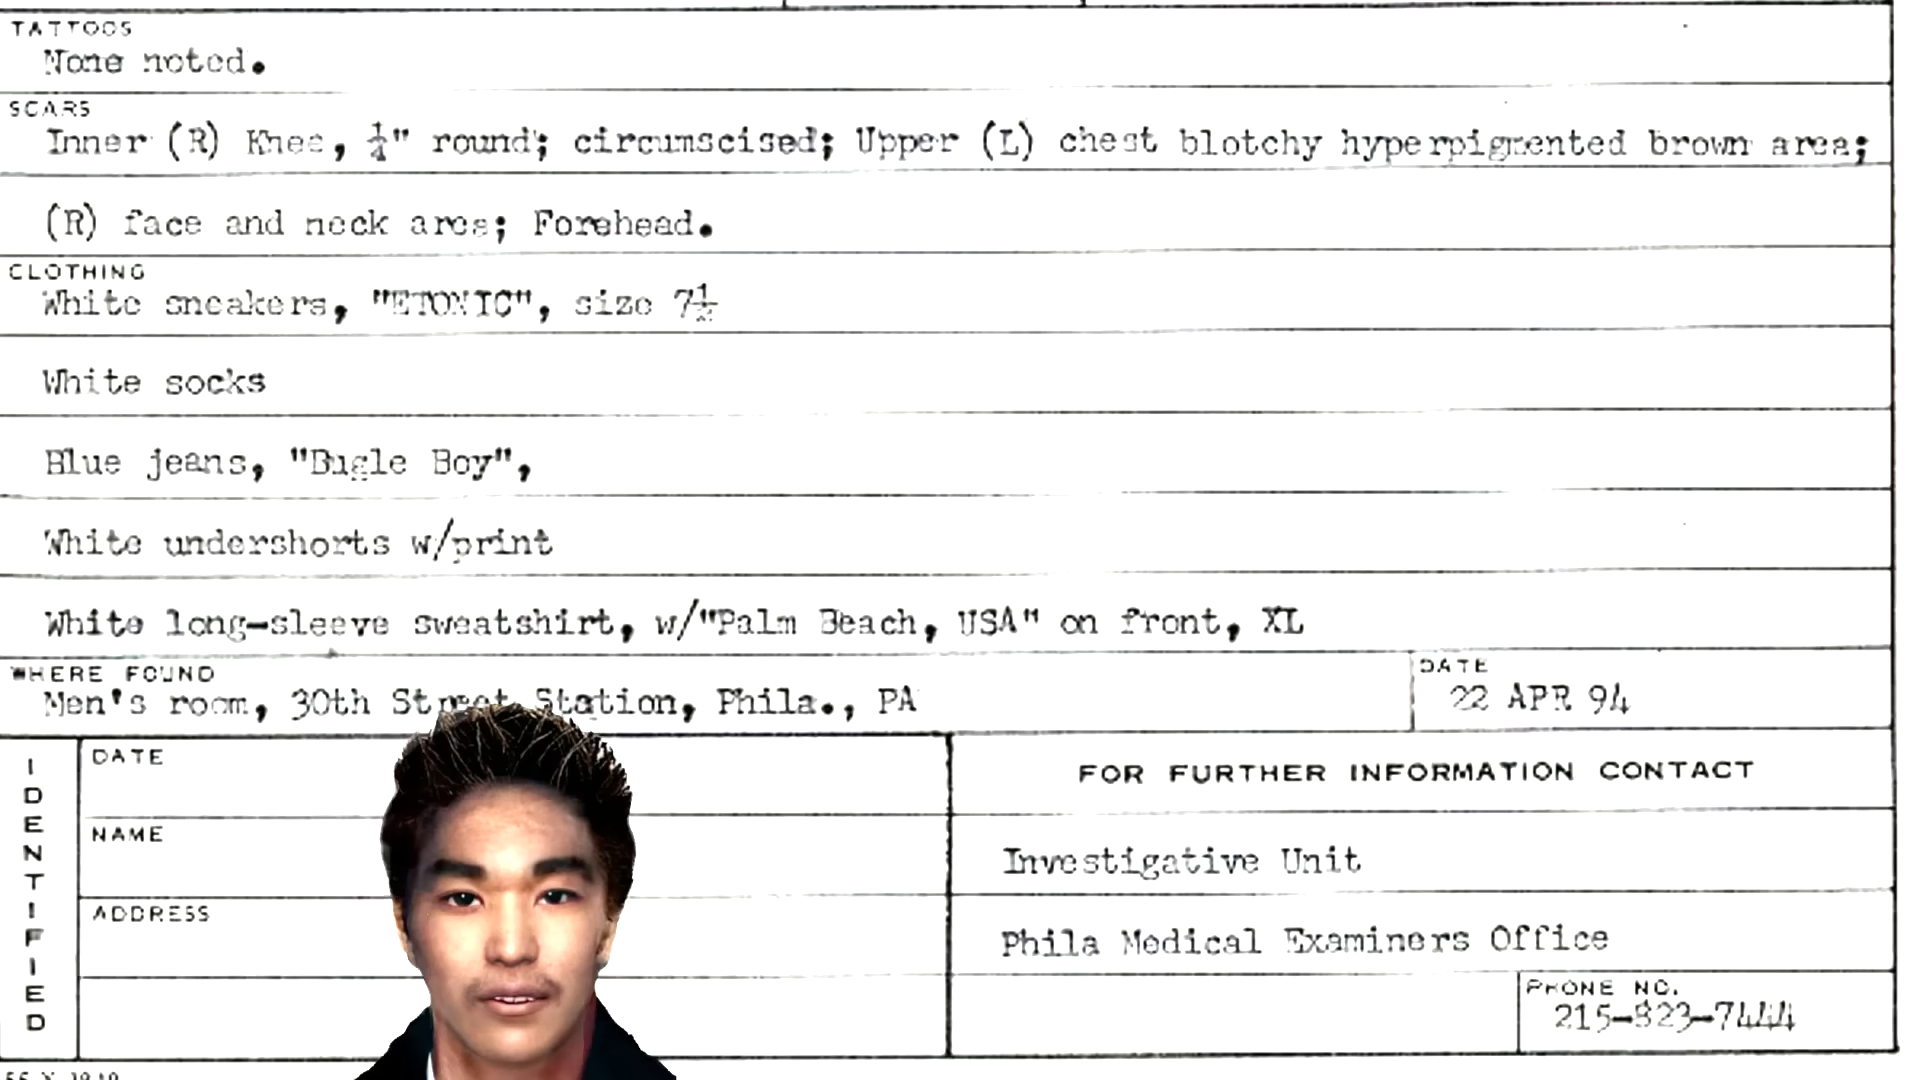 TATTOOS
None noted.
SCARS
Inner (R) Knee, ¼" round; circumscised; Upper (L) chest blotchy hyperpigmented brown area;
(R) face and neck area; Forehead.
CLOTHING
White sneakers, "ETONIC", size 7½
White socks
Blue jeans, "Bugle Boy",
White undershorts w/print
White long-sleeve sweatshirt, w/"Palm Beach, USA" on front, XL
WHERE FOUND
Men's room, 30th Street Station, Phila., PA
DATE
22 APR 94
IDENTIFIED
DATE
NAME
ADDRESS
FOR FURTHER INFORMATION CONTACT
Investigative Unit
Phila Medical Examiners Office
PHONE NO.
215-823-7444